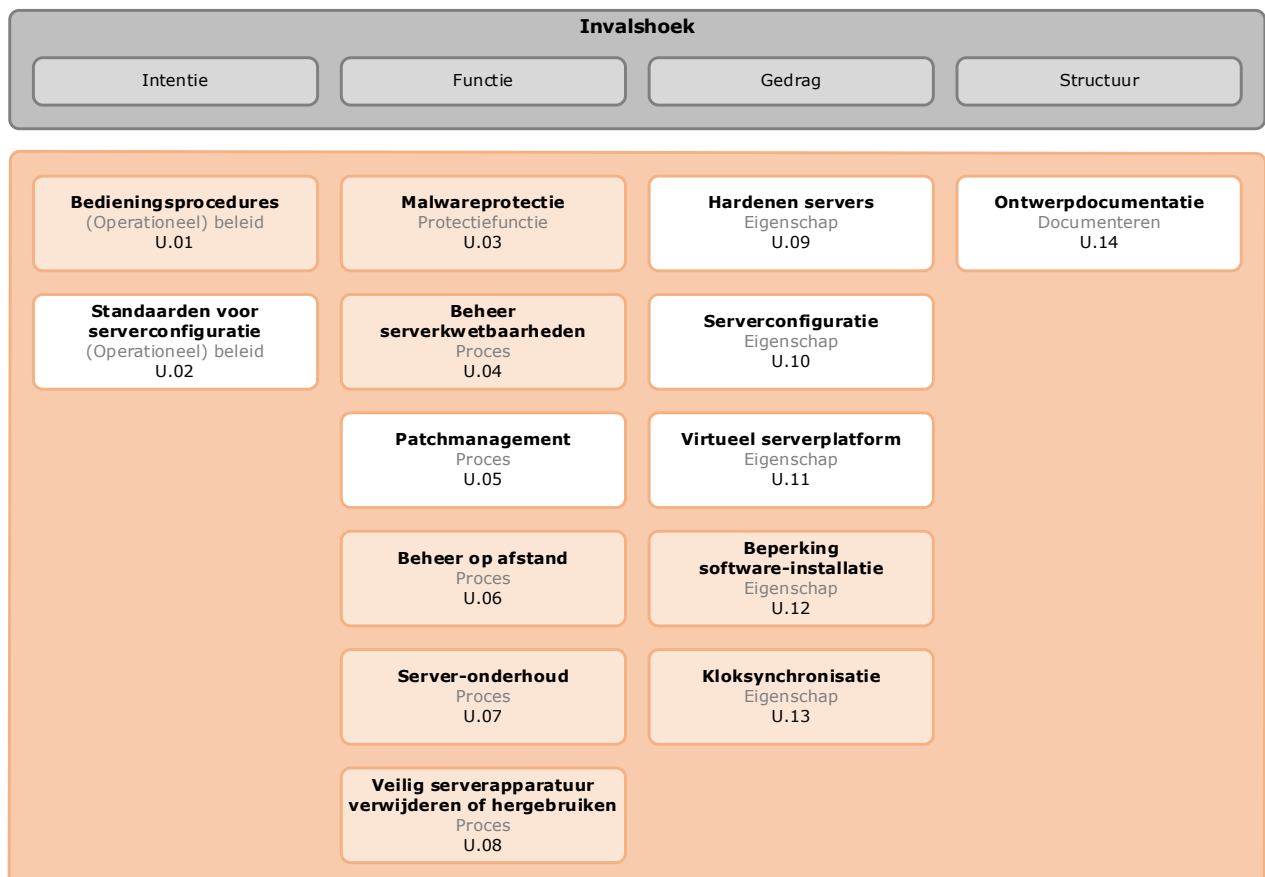 Invalshoek
Intentie
Functie
Gedrag
Structuur
Bedieningsprocedures
(Operationeel) beleid
U.01
Malwareprotectie
Protectiefunctie
U.03
Hardenen servers
Eigenschap
U.09
Ontwerpdocumentatie
Documenteren
U.14
Standaarden voor
serverconfiguratie
(Operationeel) beleid
U.02
Beheer
serverkwetbaarheden
Proces
U.04
Serverconfiguratie
Eigenschap
U.10
Patchmanagement
Proces
U.05
Virtueel serverplatform
Eigenschap
U.11
Beheer op afstand
Proces
U.06
Beperking
software-installatie
Eigenschap
U.12
Server-onderhoud
Proces
U.07
Kloksynchronisatie
Eigenschap
U.13
Veilig serverapparatuur
verwijderen of hergebruiken
Proces
U.08